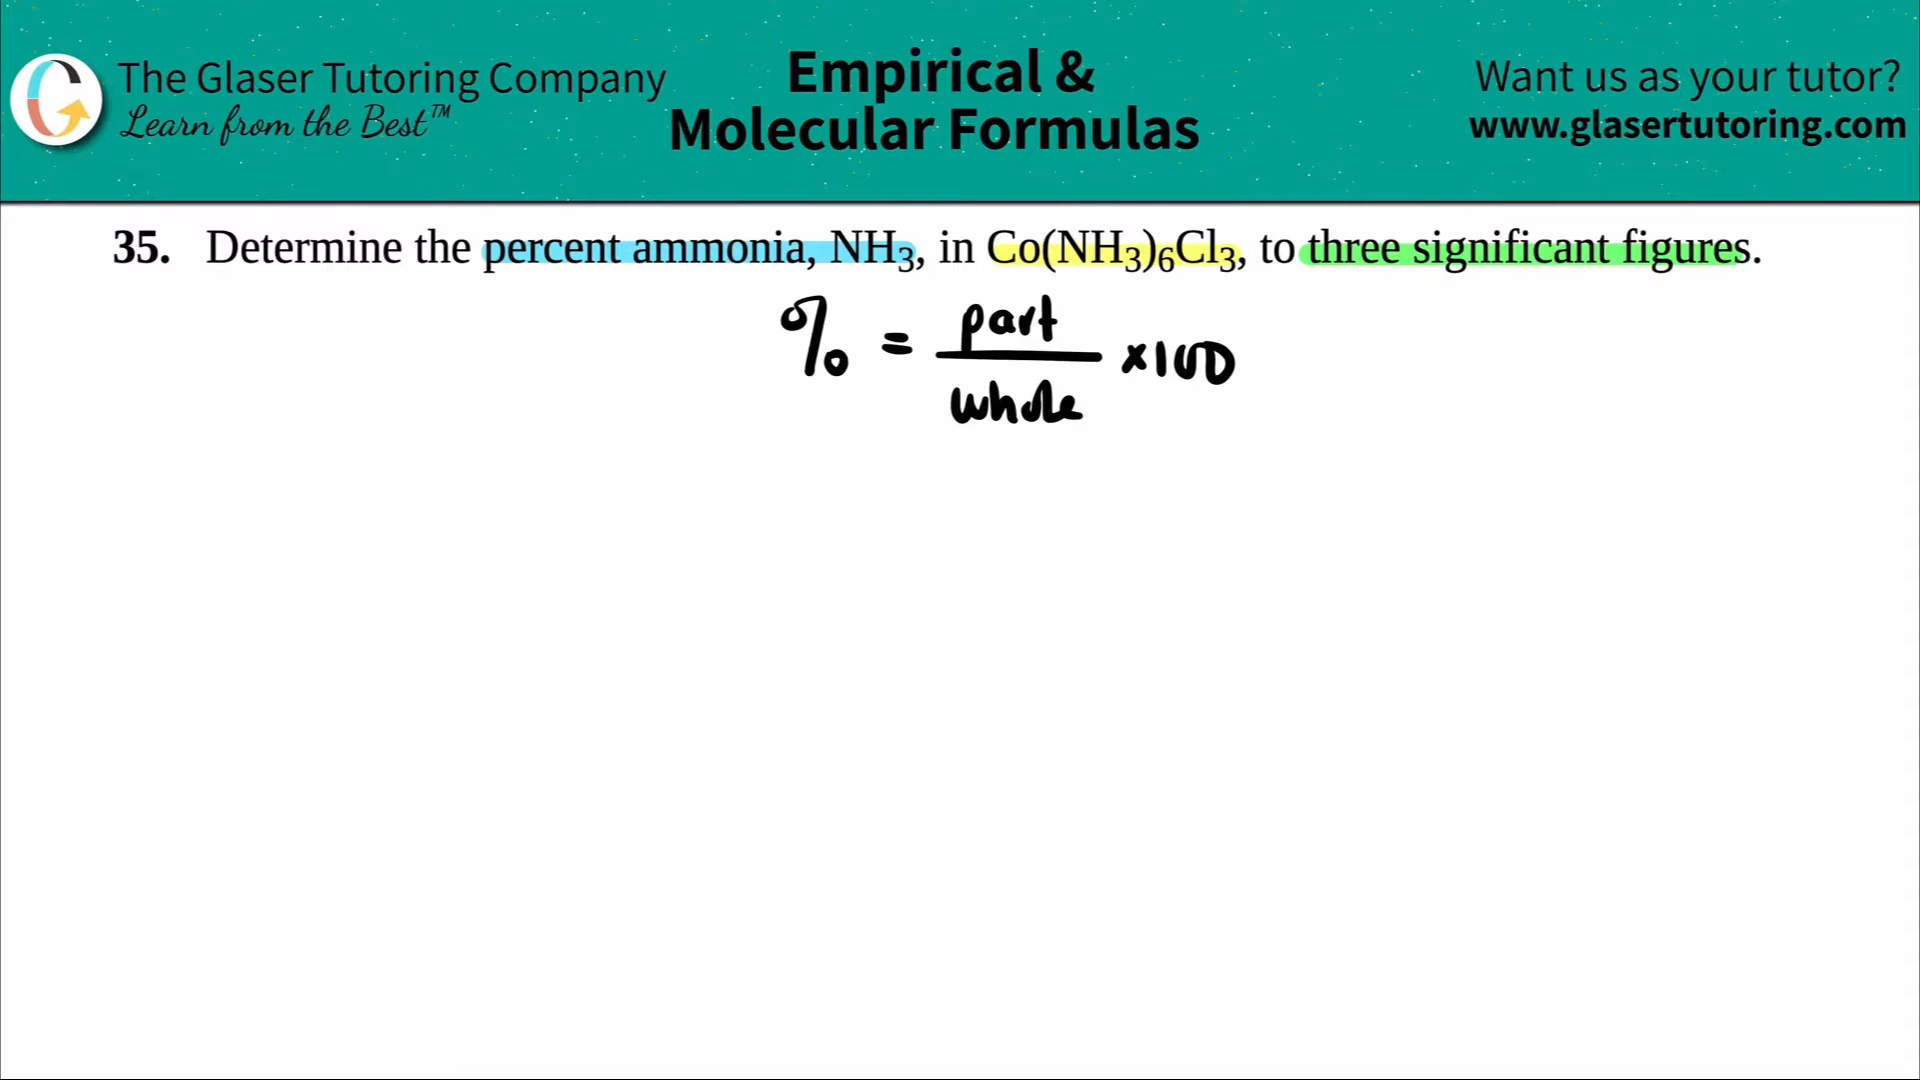 The Glaser Tutoring Company
Learn from the Best™
Empirical &
Molecular Formulas
Want us as your tutor?
www.glasertutoring.com
35. Determine the percent ammonia, NH₃, in Co(NH₃)₆Cl₃, to three significant figures.
% = part
whole ×100